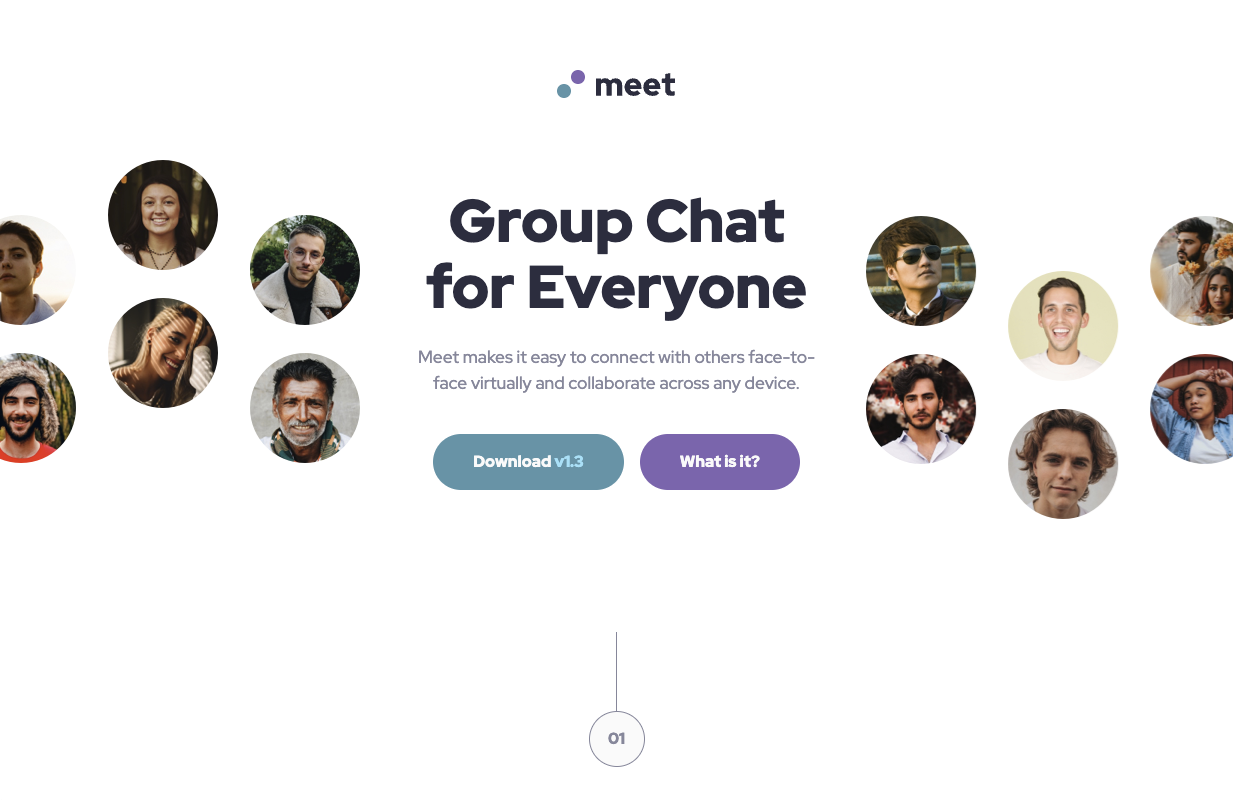 meet
Group Chat
for Everyone
Meet makes it easy to connect with others face-to-
face virtually and collaborate across any device.
Download v1.3
What is it?
01